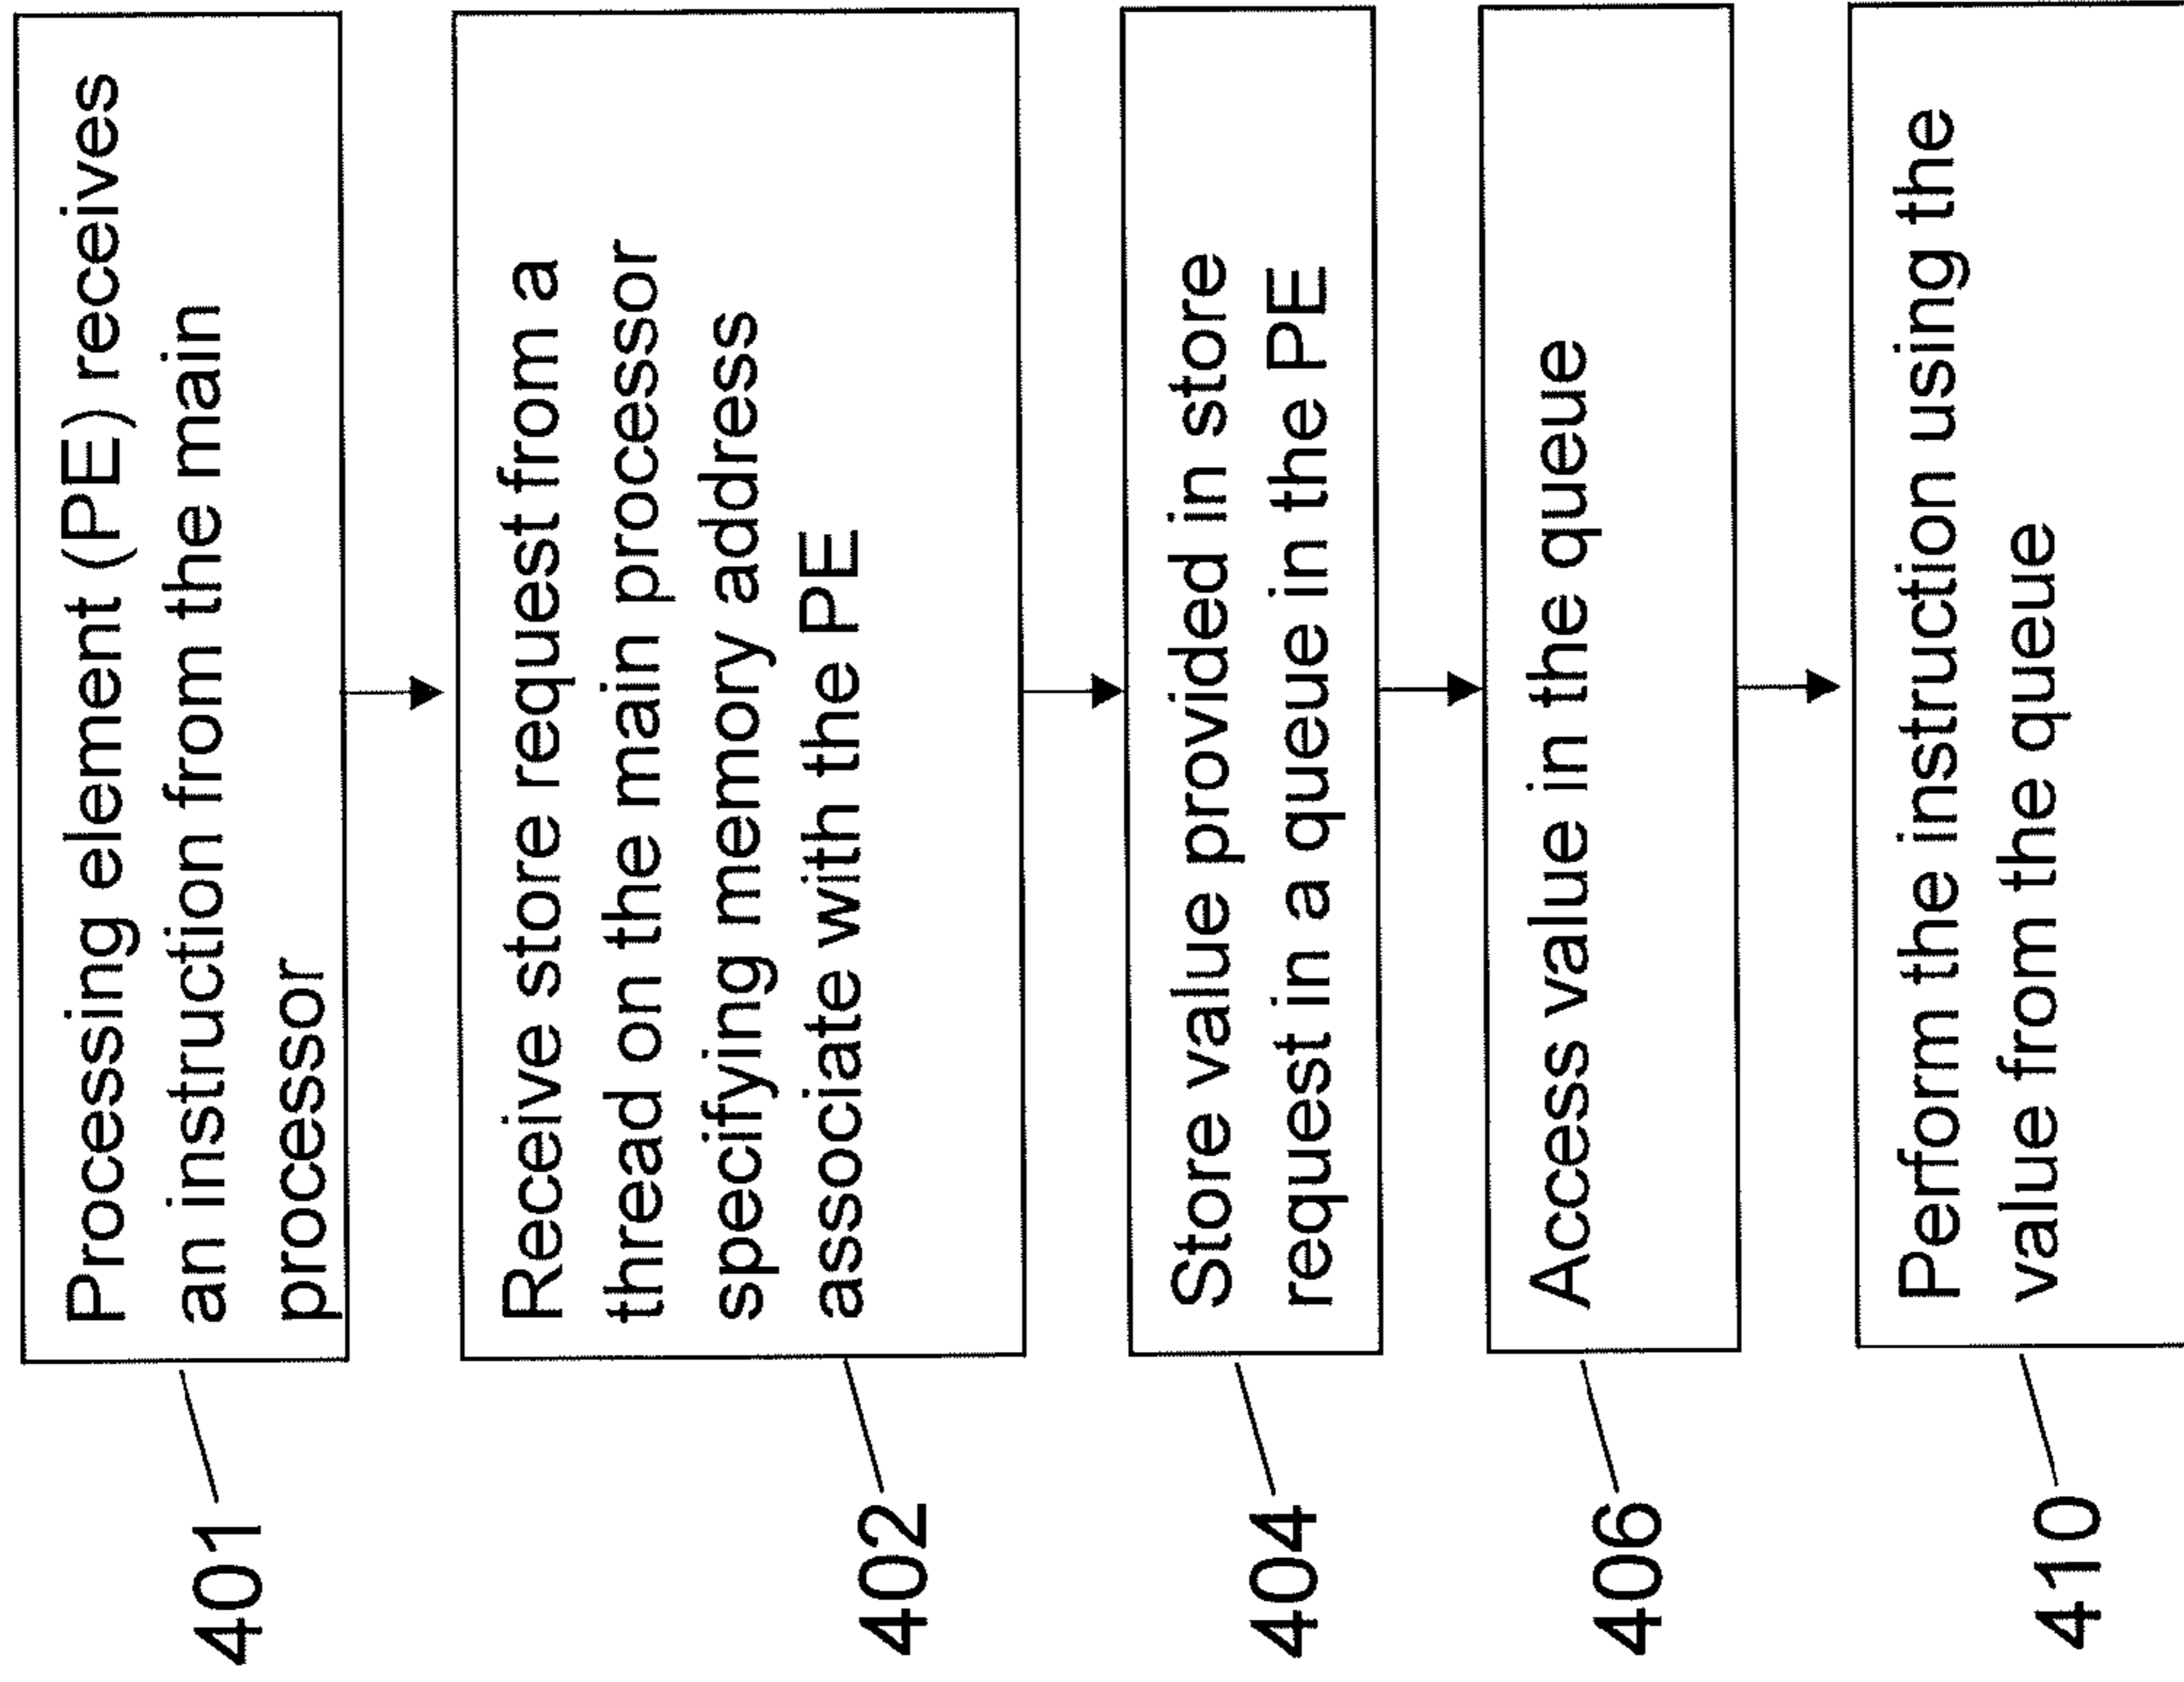 401
Processing element (PE) receives
an instruction from the main
processor
402
Receive store request from a
thread on the main processor
specifying memory address
associate with the PE
404
Store value provided in store
request in a queue in the PE
406
Access value in the queue
410
Perform the instruction using the
value from the queue